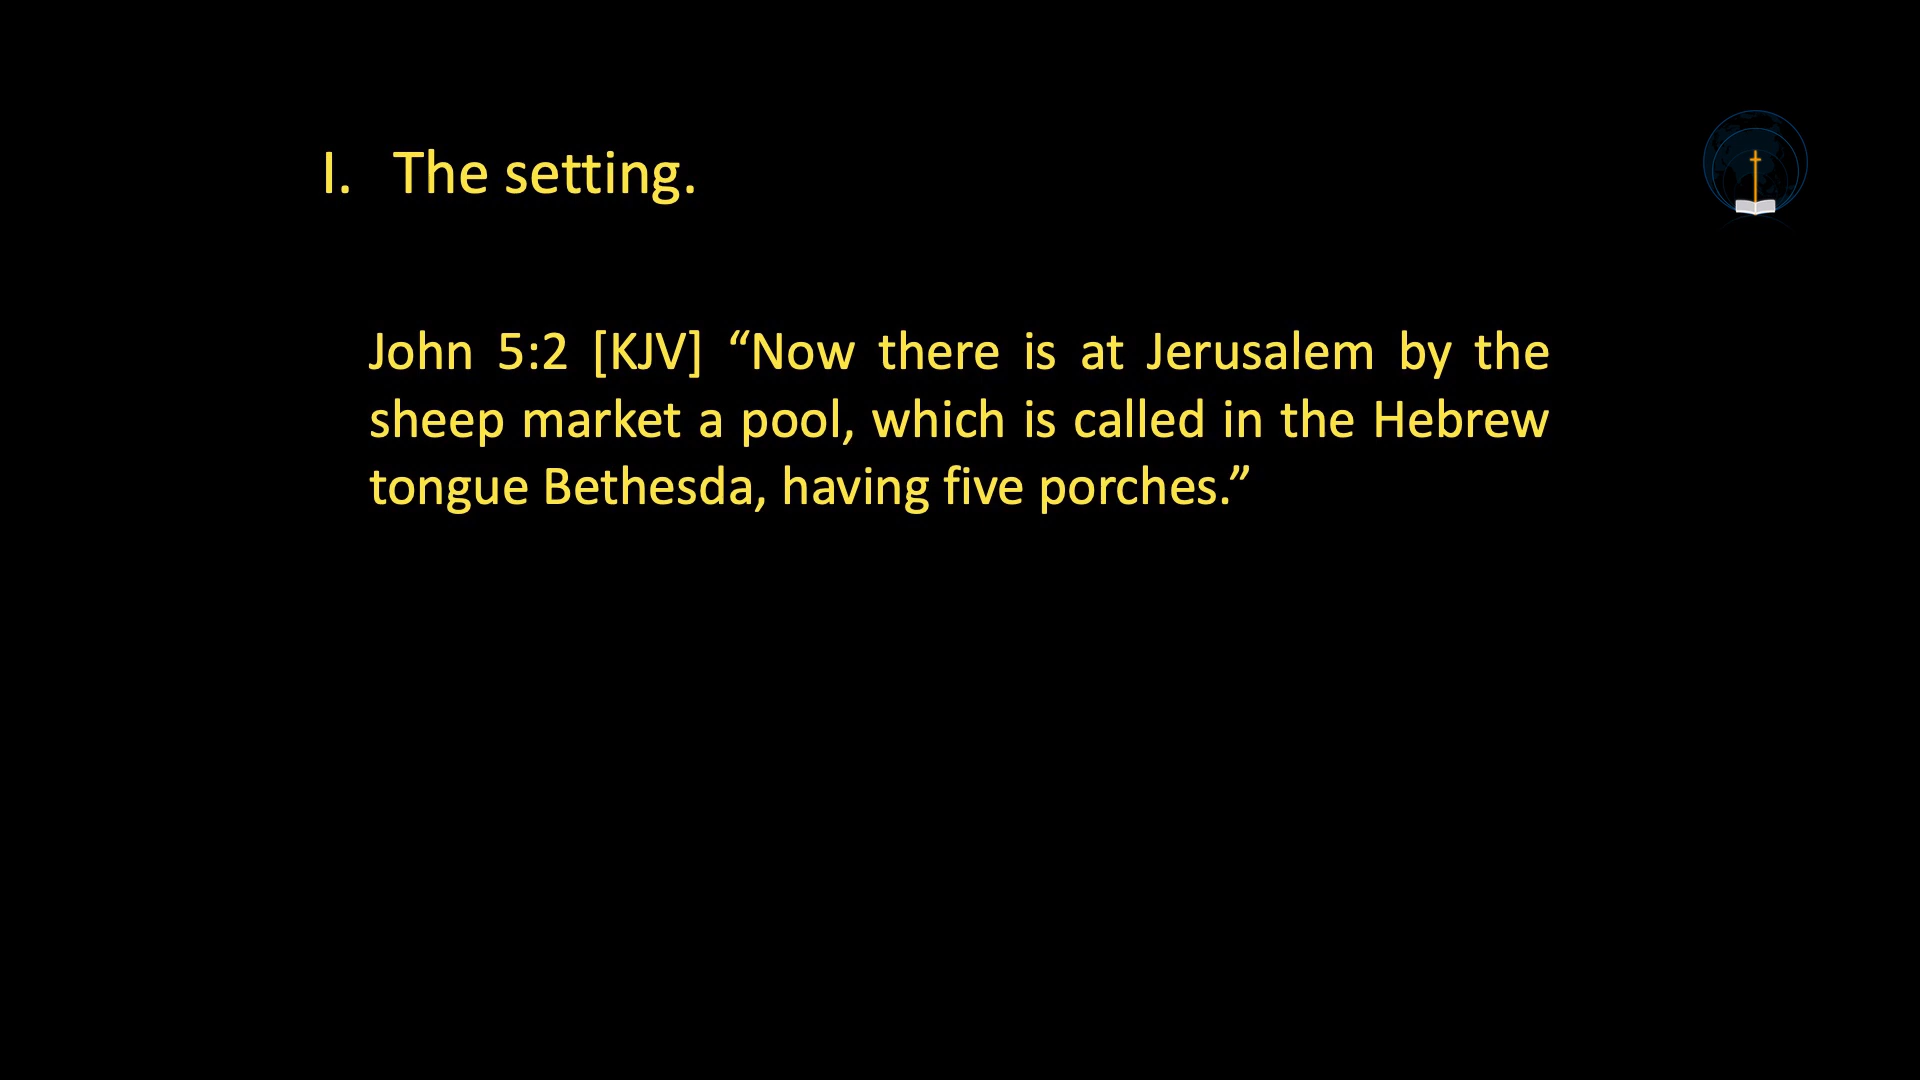 I. The setting.
John 5:2 [KJV] “Now there is at Jerusalem by the
sheep market a pool, which is called in the Hebrew
tongue Bethesda, having five porches.”